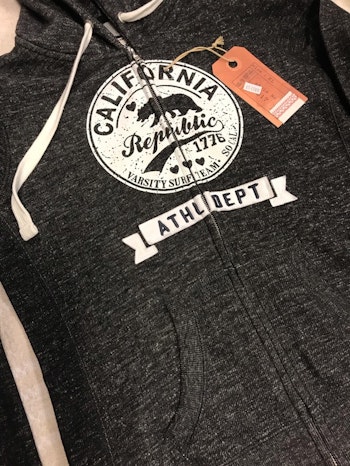 CALIFORNIA
Republic
1776
VARSITY SURF TEAM · SO CAL
ATHL DEPT